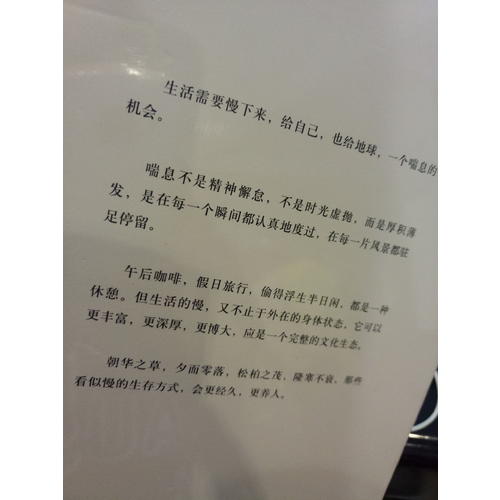 生活需要慢下来，给自己，也给地球，一个喘息的
机会。
喘息不是精神懈怠，不是时光虚抛，而是厚积薄
发，是在每一个瞬间都认真地度过，在每一片风景都驻
足停留。
午后咖啡，假日旅行，偷得浮生半日闲，都是一种
休憩。但生活的慢，又不止于外在的身体状态，它可以
更丰富，更深厚，更博大，应是一个完整的文化生态。
朝华之草，夕而零落，松柏之茂，隆寒不衰，那些
看似慢的生存方式，会更经久，更养人。